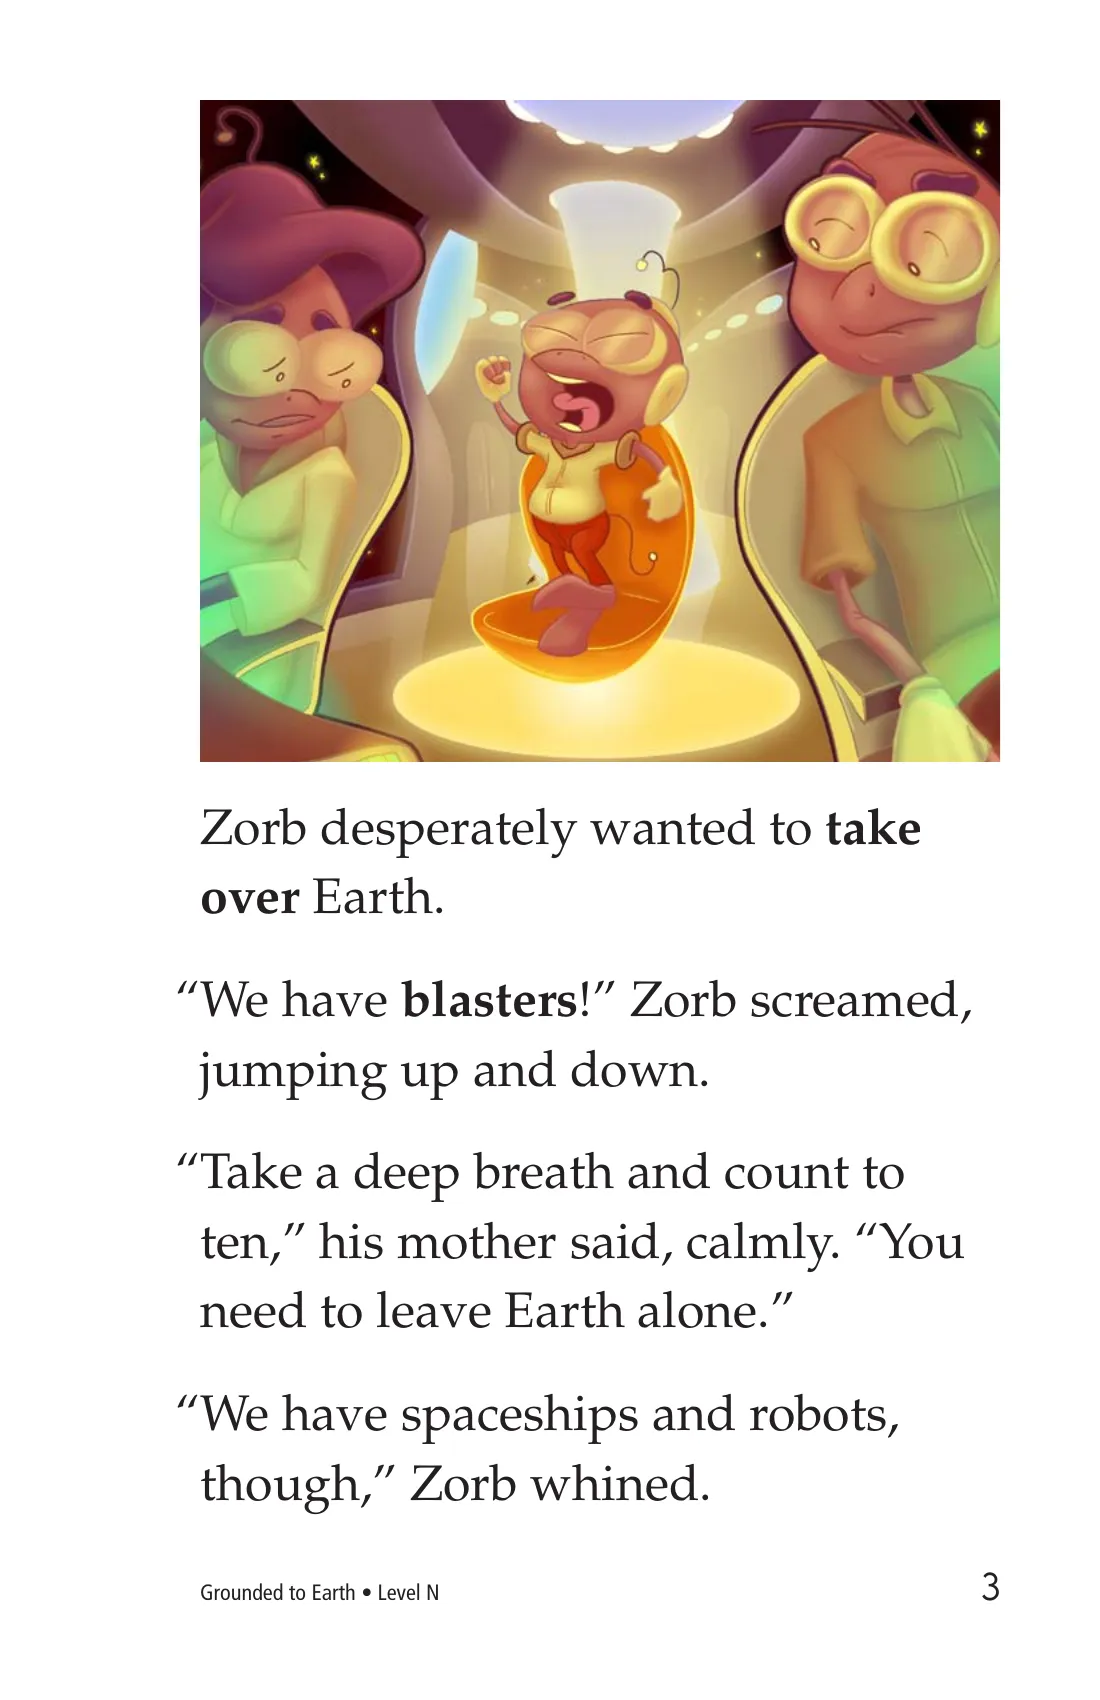 Zorb desperately wanted to take
over Earth.
“We have blasters!” Zorb screamed,
jumping up and down.
“Take a deep breath and count to
ten,” his mother said, calmly. “You
need to leave Earth alone.”
“We have spaceships and robots,
though,” Zorb whined.
Grounded to Earth • Level N
3